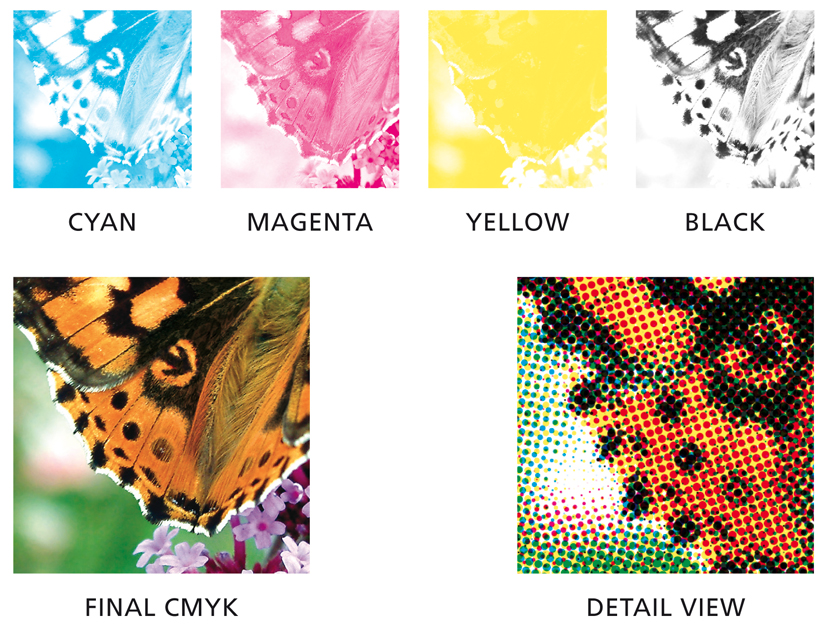 CYAN
MAGENTA
YELLOW
BLACK
FINAL CMYK
DETAIL VIEW